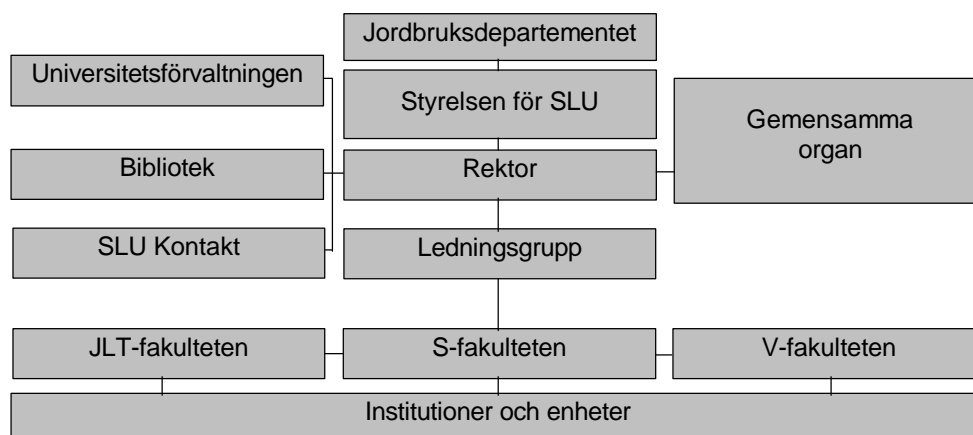 Jordbruksdepartementet
Universitetsförvaltningen
Styrelsen för SLU
Gemensamma
organ
Bibliotek
Rektor
SLU Kontakt
Ledningsgrupp
JLT-fakulteten
S-fakulteten
V-fakulteten
Institutioner och enheter